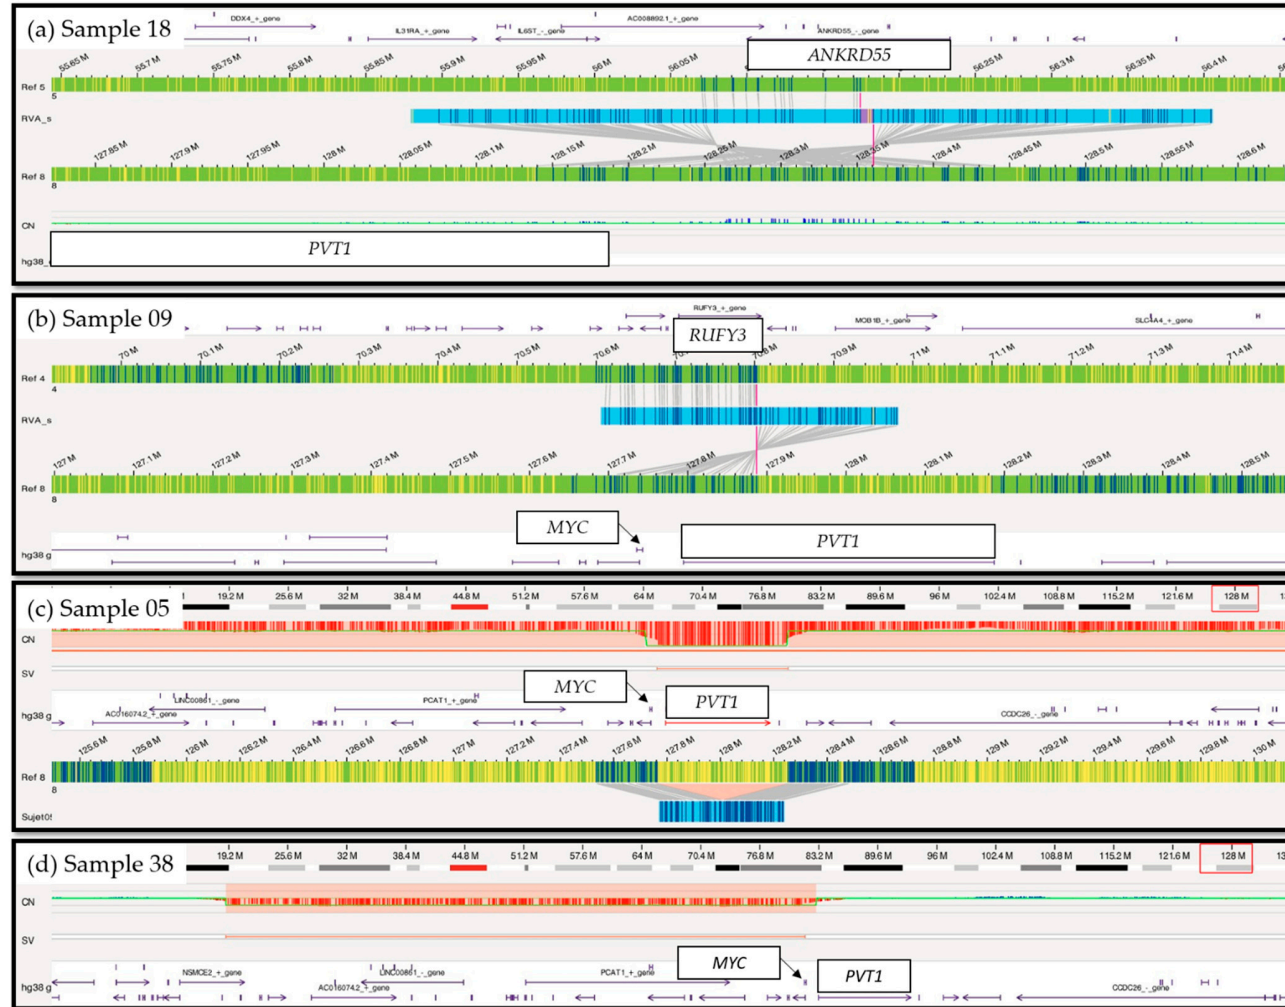 (a) Sample 18
DDX4_+_gene
IL31RA_+_gene
IL6ST_-_gene
AC008892.1_+_gene
ANKRD55_-_gene
ANKRD55
55.65 M 55.7 M 55.75 M 55.8 M 55.85 M 55.9 M 55.95 M 56 M 56.05 M 56.25 M 56.3 M 56.35 M 56.4 M
Ref 5
5
RVA_s
127.85 M 127.9 M 127.95 M 128 M 128.05 M 128.1 M 128.15 M 128.2 M 128.25 M 128.3 M 128.35 M 128.4 M 128.45 M 128.5 M 128.55 M 128.6 M
Ref 8
8
CN
PVT1
hg38_
(b) Sample 09
RUFY3_+_gene
MOB1B_+_gene
SLC4A4_+_gene
RUFY3
70 M 70.1 M 70.2 M 70.3 M 70.4 M 70.5 M 70.6 M 70.8 M 70.9 M 71 M 71.1 M 71.2 M 71.3 M 71.4 M
Ref 4
4
RVA_s
127 M 127.1 M 127.2 M 127.3 M 127.4 M 127.5 M 127.6 M 127.7 M 127.8 M 127.9 M 128 M 128.1 M 128.2 M 128.3 M 128.4 M 128.5 M
Ref 8
8
MYC
PVT1
hg38 g
(c) Sample 05
19.2 M 25.6 M 32 M 38.4 M 44.8 M 51.2 M 57.6 M 64 M 70.4 M 76.8 M 83.2 M 89.6 M 96 M 102.4 M 108.8 M 115.2 M 121.6 M 128 M
CN
SV
MYC
PVT1
hg38 g
LINC00861_-_gene
PCAT1_+_gene
AC016074.2_+_gene
CCDC26_-_gene
125.6 M 125.8 M 126 M 126.2 M 126.4 M 126.6 M 126.8 M 127 M 127.2 M 127.4 M 127.6 M 127.8 M 128 M 128.2 M 128.4 M 128.6 M 128.8 M 129 M 129.2 M 129.4 M 129.6 M 129.8 M 130 M
Ref 8
8
Sujet05
(d) Sample 38
19.2 M 25.6 M 32 M 38.4 M 44.8 M 51.2 M 57.6 M 64 M 70.4 M 76.8 M 83.2 M 89.6 M 96 M 102.4 M 108.8 M 115.2 M 121.6 M 128 M
CN
SV
MYC
PVT1
hg38 g
NSMCE2_+_gene
LINC00861_-_gene
PCAT1_+_gene
AC016074.2_+_gene
CCDC26_-_gene